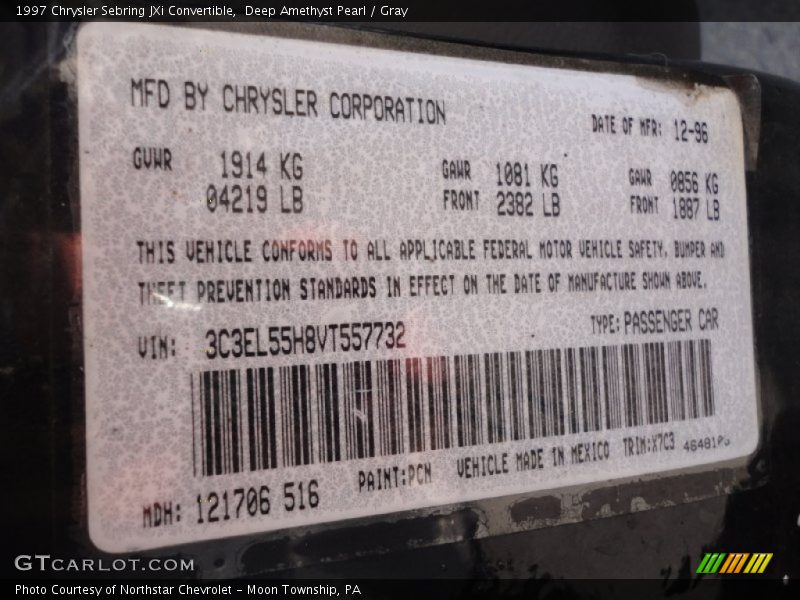 1997 Chrysler Sebring JXi Convertible,  Deep Amethyst Pearl / Gray
MFD BY CHRYSLER CORPORATION
DATE OF MFR: 12-96
GVWR 1914 KG GAWR 1081 KG GAWR 0856 KG
04219 LB FRONT 2382 LB FRONT 1887 LB
THIS VEHICLE CONFORMS TO ALL APPLICABLE FEDERAL MOTOR VEHICLE SAFETY, BUMPER AND
THEFT PREVENTION STANDARDS IN EFFECT ON THE DATE OF MANUFACTURE SHOWN ABOVE.
VIN: 3C3EL55H8VT557732 TYPE: PASSENGER CAR
MDH: 121706 516 PAINT:PCN VEHICLE MADE IN MEXICO TRIM:X7C3
GTCARLOT.COM
Photo Courtesy of Northstar Chevrolet - Moon Township, PA